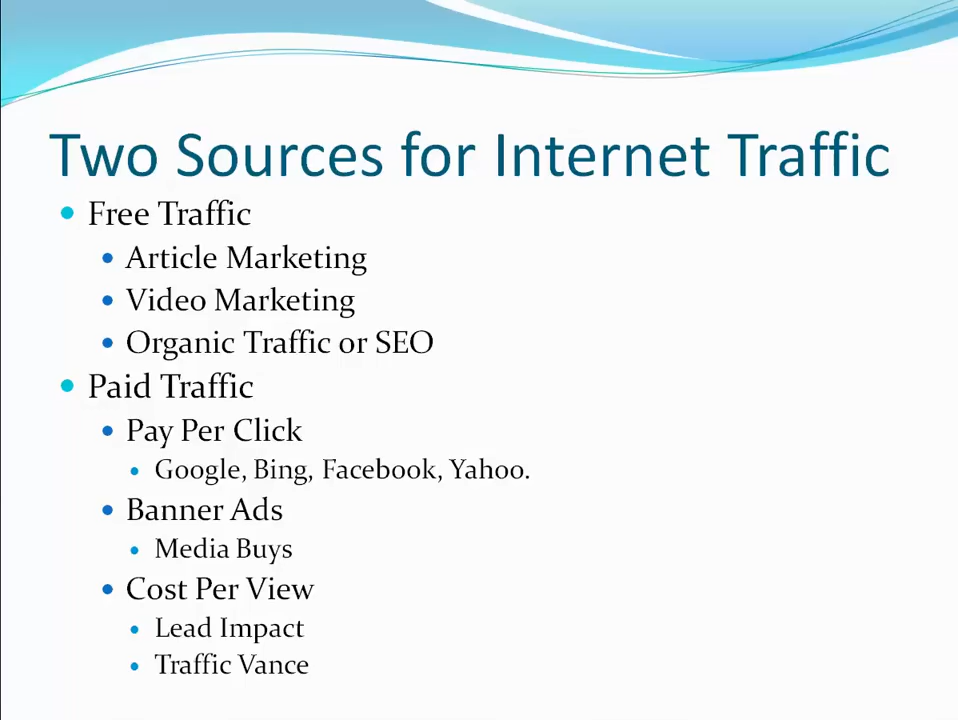 Two Sources for Internet Traffic
Free Traffic
Article Marketing
Video Marketing
Organic Traffic or SEO
Paid Traffic
Pay Per Click
Google, Bing, Facebook, Yahoo.
Banner Ads
Media Buys
Cost Per View
Lead Impact
Traffic Vance